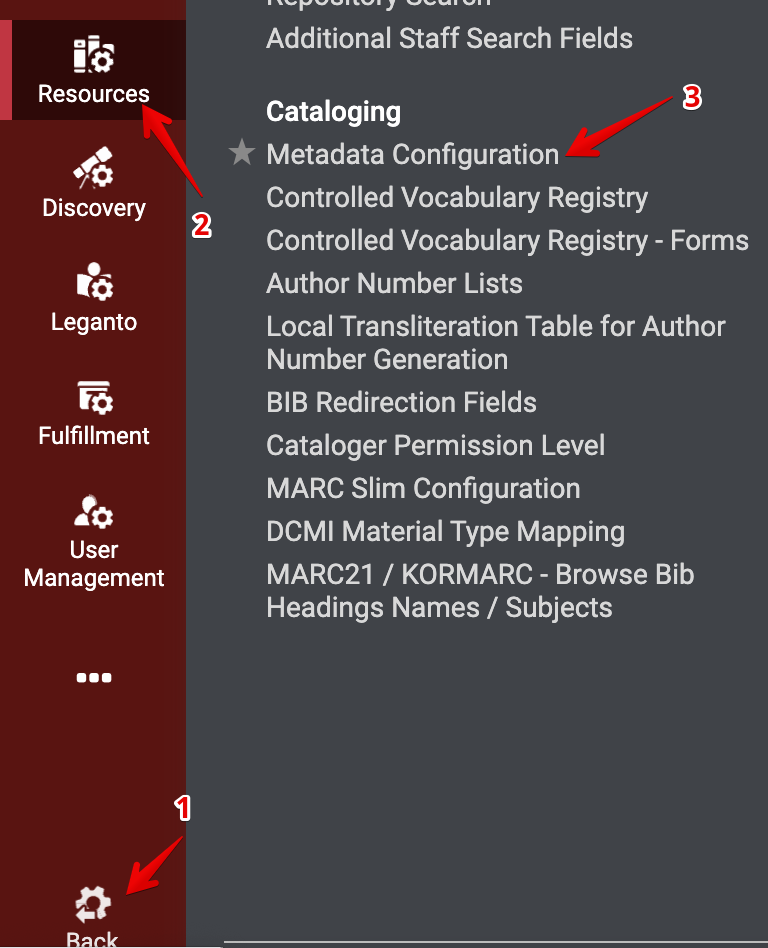 Repository Search
Additional Staff Search Fields
Resources
Cataloging
3
Metadata Configuration
2
Discovery
Controlled Vocabulary Registry
Controlled Vocabulary Registry - Forms
Author Number Lists
Leganto
Local Transliteration Table for Author
Number Generation
BIB Redirection Fields
Fulfillment
Cataloger Permission Level
MARC Slim Configuration
DCMI Material Type Mapping
User
Management
MARC21 / KORMARC - Browse Bib
Headings Names / Subjects
1
Back